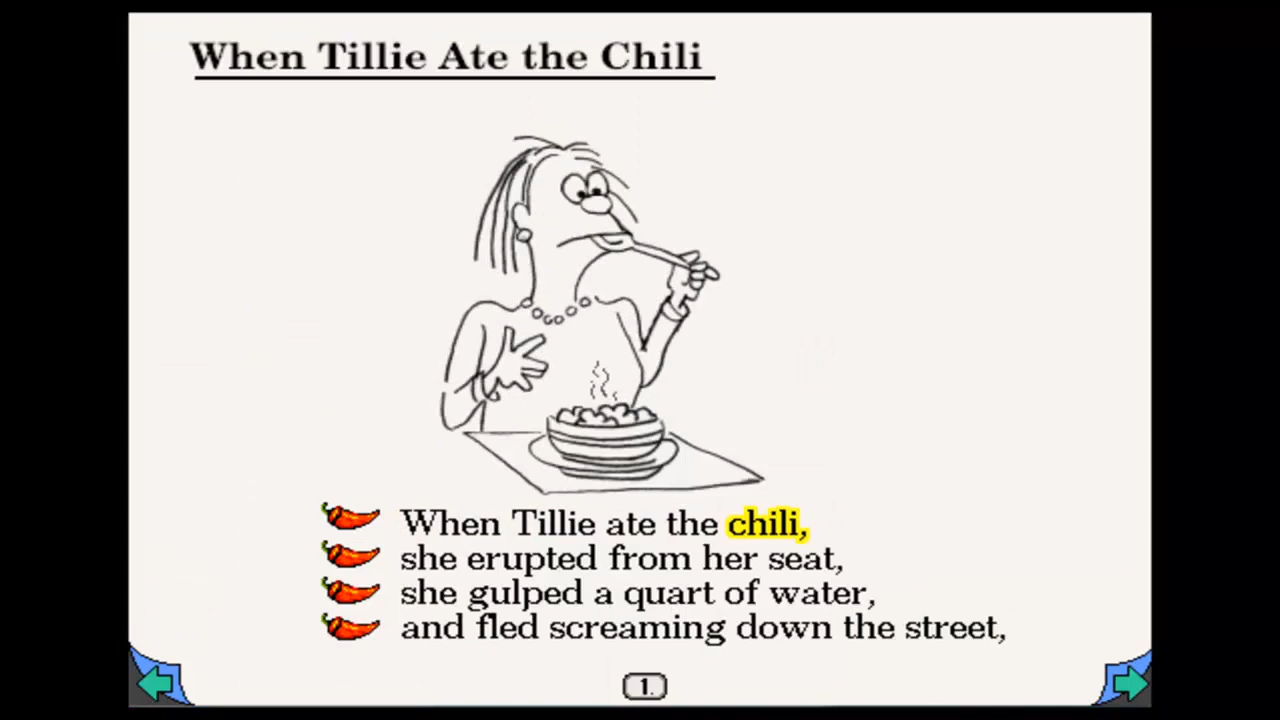 When Tillie Ate the Chili
When Tillie ate the chili,
she erupted from her seat,
she gulped a quart of water,
and fled screaming down the street,
1.